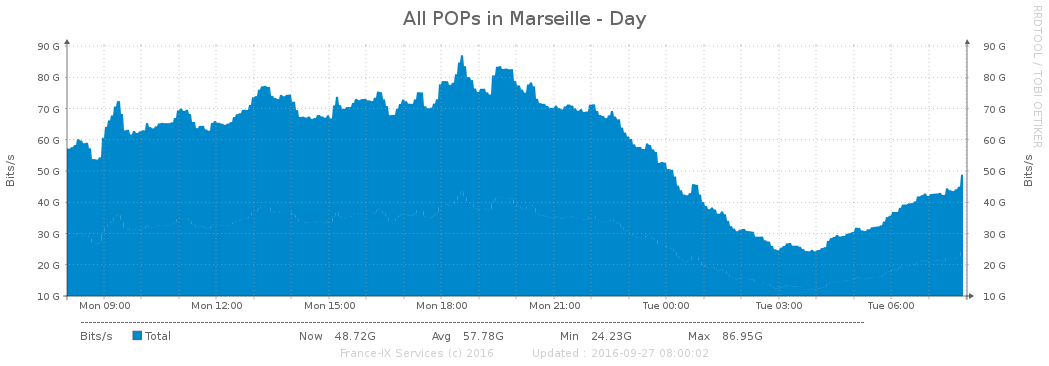 All POPs in Marseille - Day
RRDTOOL / TOBI OETIKER
90 G 90 G
80 G 80 G
70 G 70 G
60 G 60 G
50 G 50 G
40 G 40 G
30 G 30 G
20 G 20 G
10 G 10 G
Bits/s
Bits/s
Mon 09:00 Mon 12:00 Mon 15:00 Mon 18:00 Mon 21:00 Tue 00:00 Tue 03:00 Tue 06:00
Bits/s Total Now 48.72G Avg 57.78G Min 24.23G Max 86.95G
France-IX Services (c) 2016 Updated : 2016-09-27 08:00:02